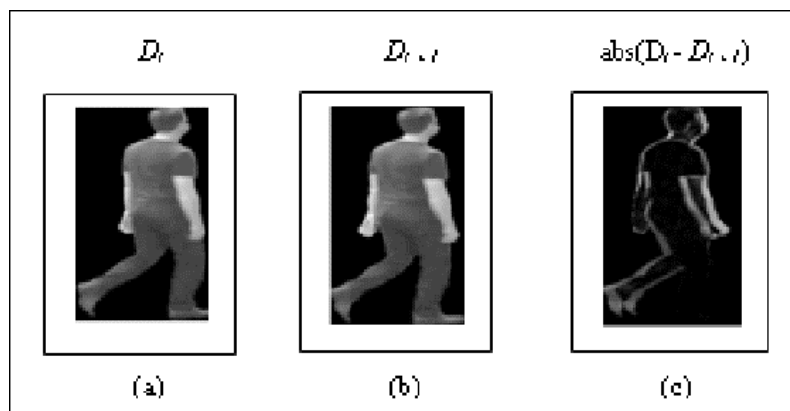 Dₜ Dₜ₋₁ abs(Dₜ - Dₜ₋₁)
(a) (b) (c)